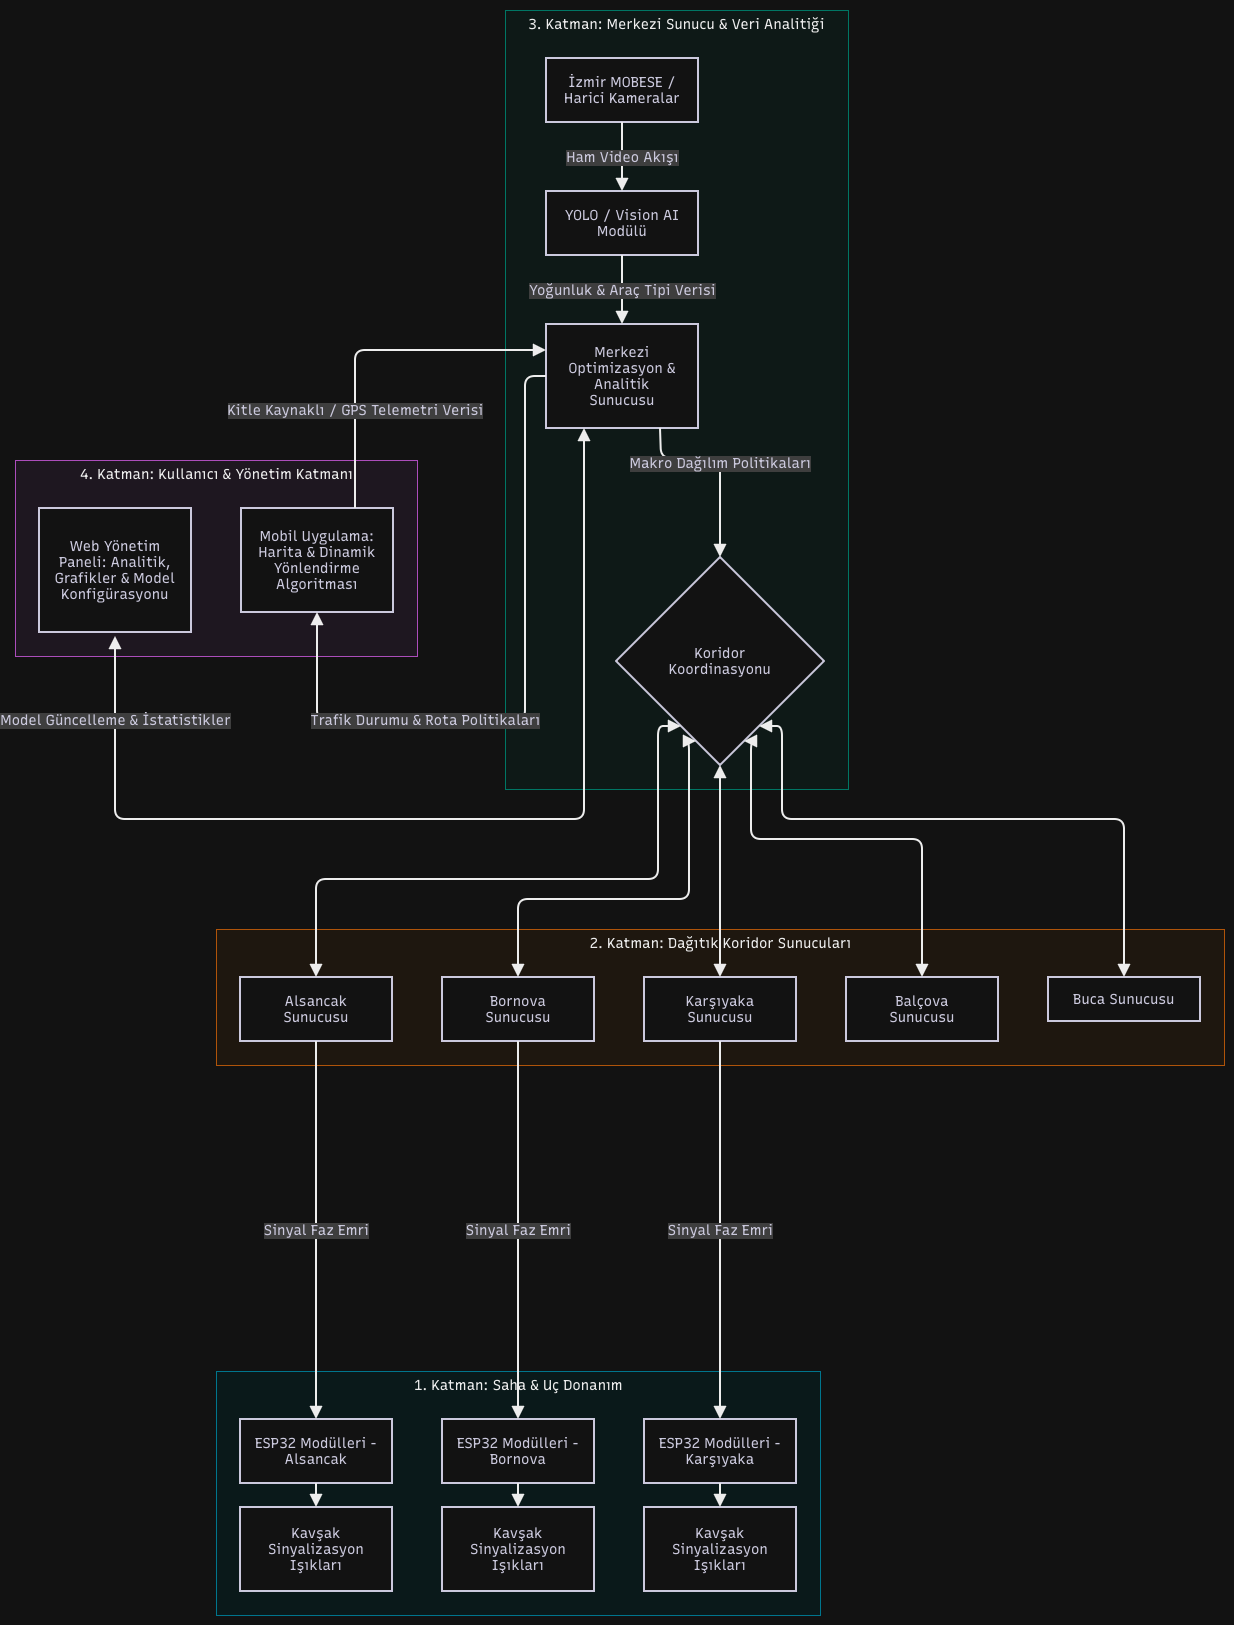 3. Katman: Merkezi Sunucu & Veri Analitiği
İzmir MOBESE /
Harici Kameralar
Ham Video Akışı
YOLO / Vision AI
Modülü
Yoğunluk & Araç Tipi Verisi
Merkezi
Optimizasyon &
Analitik
Sunucusu
Kitle Kaynaklı / GPS Telemetri Verisi
Makro Dağılım Politikaları
4. Katman: Kullanıcı & Yönetim Katmanı
Web Yönetim
Paneli: Analitik,
Grafikler & Model
Konfigürasyonu
Mobil Uygulama:
Harita & Dinamik
Yönlendirme
Algoritması
Koridor
Koordinasyonu
Model Güncelleme & İstatistikler
Trafik Durumu & Rota Politikaları
2. Katman: Dağıtık Koridor Sunucuları
Alsancak
Sunucusu
Bornova
Sunucusu
Karşıyaka
Sunucusu
Balçova
Sunucusu
Buca Sunucusu
Sinyal Faz Emri
Sinyal Faz Emri
Sinyal Faz Emri
1. Katman: Saha & Uç Donanım
ESP32 Modülleri -
Alsancak
ESP32 Modülleri -
Bornova
ESP32 Modülleri -
Karşıyaka
Kavşak
Sinyalizasyon
Işıkları
Kavşak
Sinyalizasyon
Işıkları
Kavşak
Sinyalizasyon
Işıkları